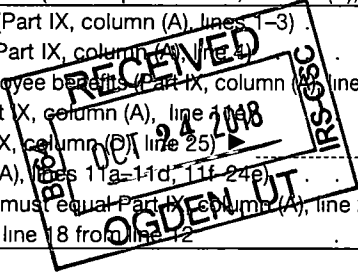 (Part IX, column (A), lines 1–3) .
Part IX, column (A), line 4)
oyee benefits (Part IX, column (A), line
t IX, column (A), line 11e)
X, column (D), line 25) ▶
A), lines 11a–11d, 11f–24e) . .
must equal Part IX, column (A), line
line 18 from line 12
RECEIVED
OCT 24 2018
IRS-OSC
OGDEN, UT